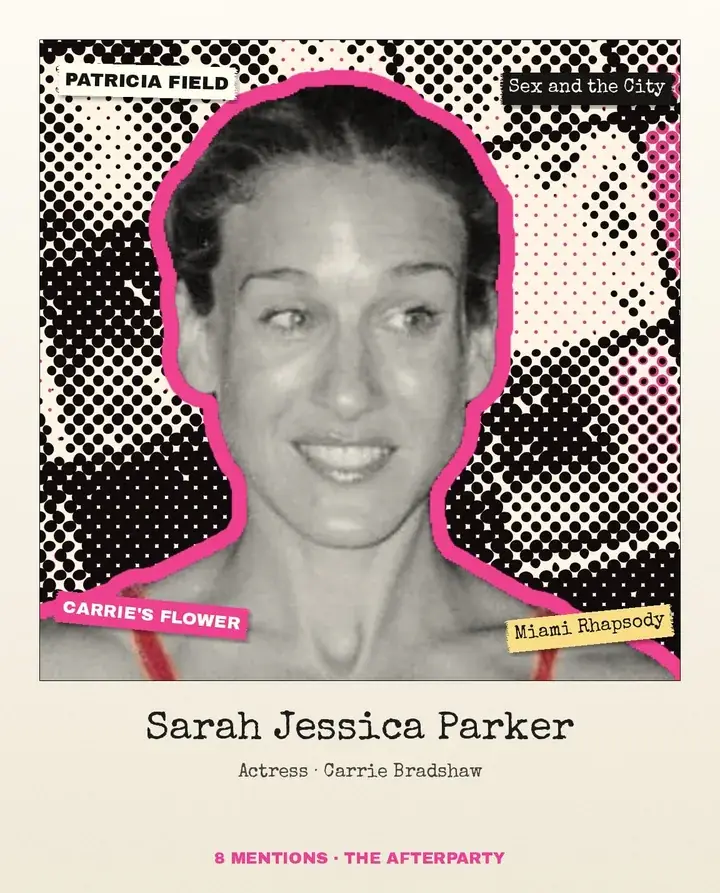 PATRICIA FIELD
Sex and the City
CARRIE'S FLOWER
Miami Rhapsody
Sarah Jessica Parker
Actress · Carrie Bradshaw
8 MENTIONS · THE AFTERPARTY